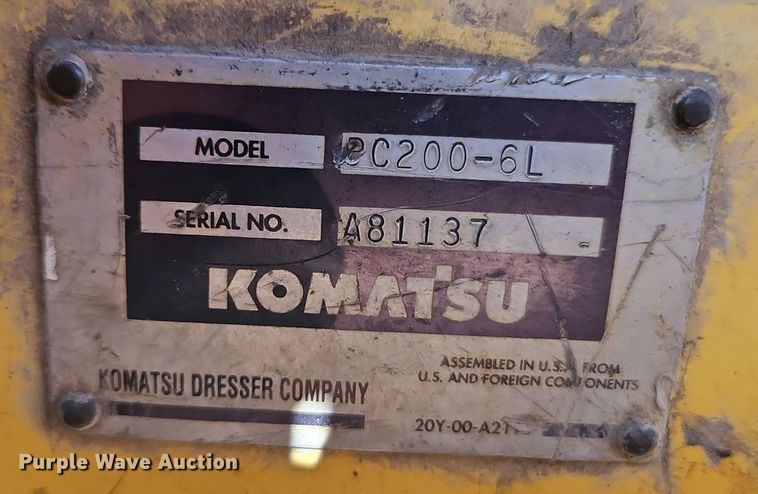 MODEL PC200-6L
SERIAL NO. A81137
KOMATSU
ASSEMBLED IN U.S.A. FROM
U.S. AND FOREIGN COMPONENTS
KOMATSU DRESSER COMPANY
Purple Wave Auction